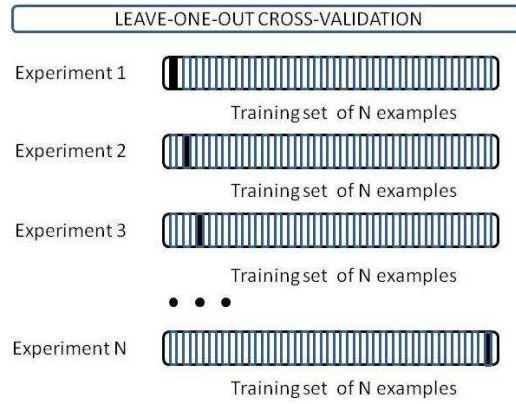 LEAVE-ONE-OUT CROSS-VALIDATION
Experiment 1
Training set of N examples
Experiment 2
Training set of N examples
Experiment 3
Training set of N examples
• • •
Experiment N
Training set of N examples